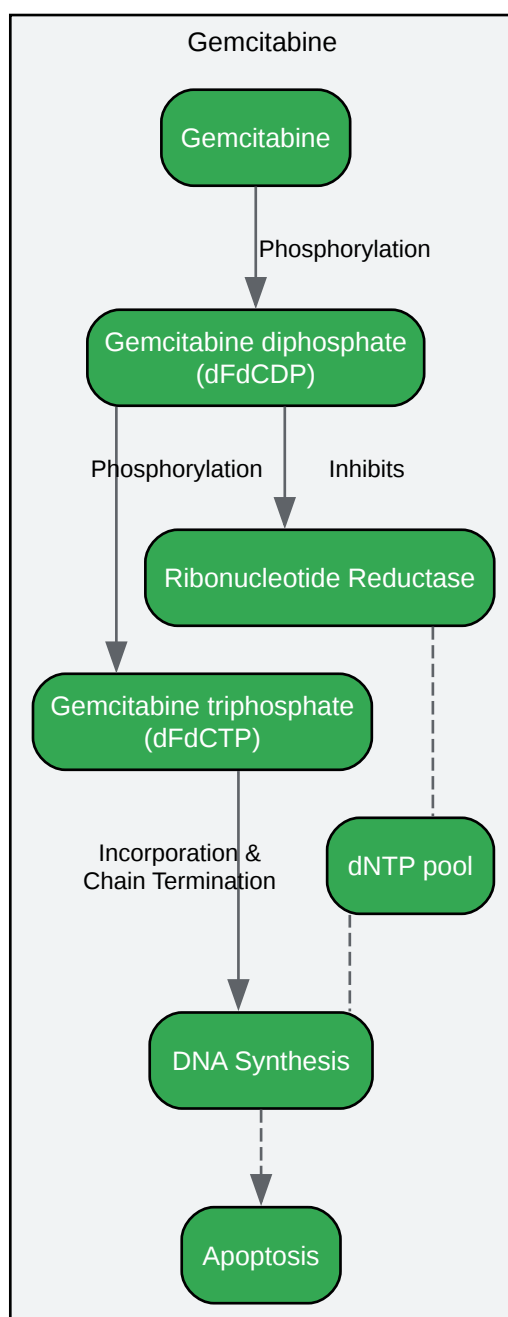 Gemcitabine
Gemcitabine
Phosphorylation
Gemcitabine diphosphate
(dFdCDP)
Phosphorylation
Inhibits
Ribonucleotide Reductase
Gemcitabine triphosphate
(dFdCTP)
Incorporation &
Chain Termination
dNTP pool
DNA Synthesis
Apoptosis